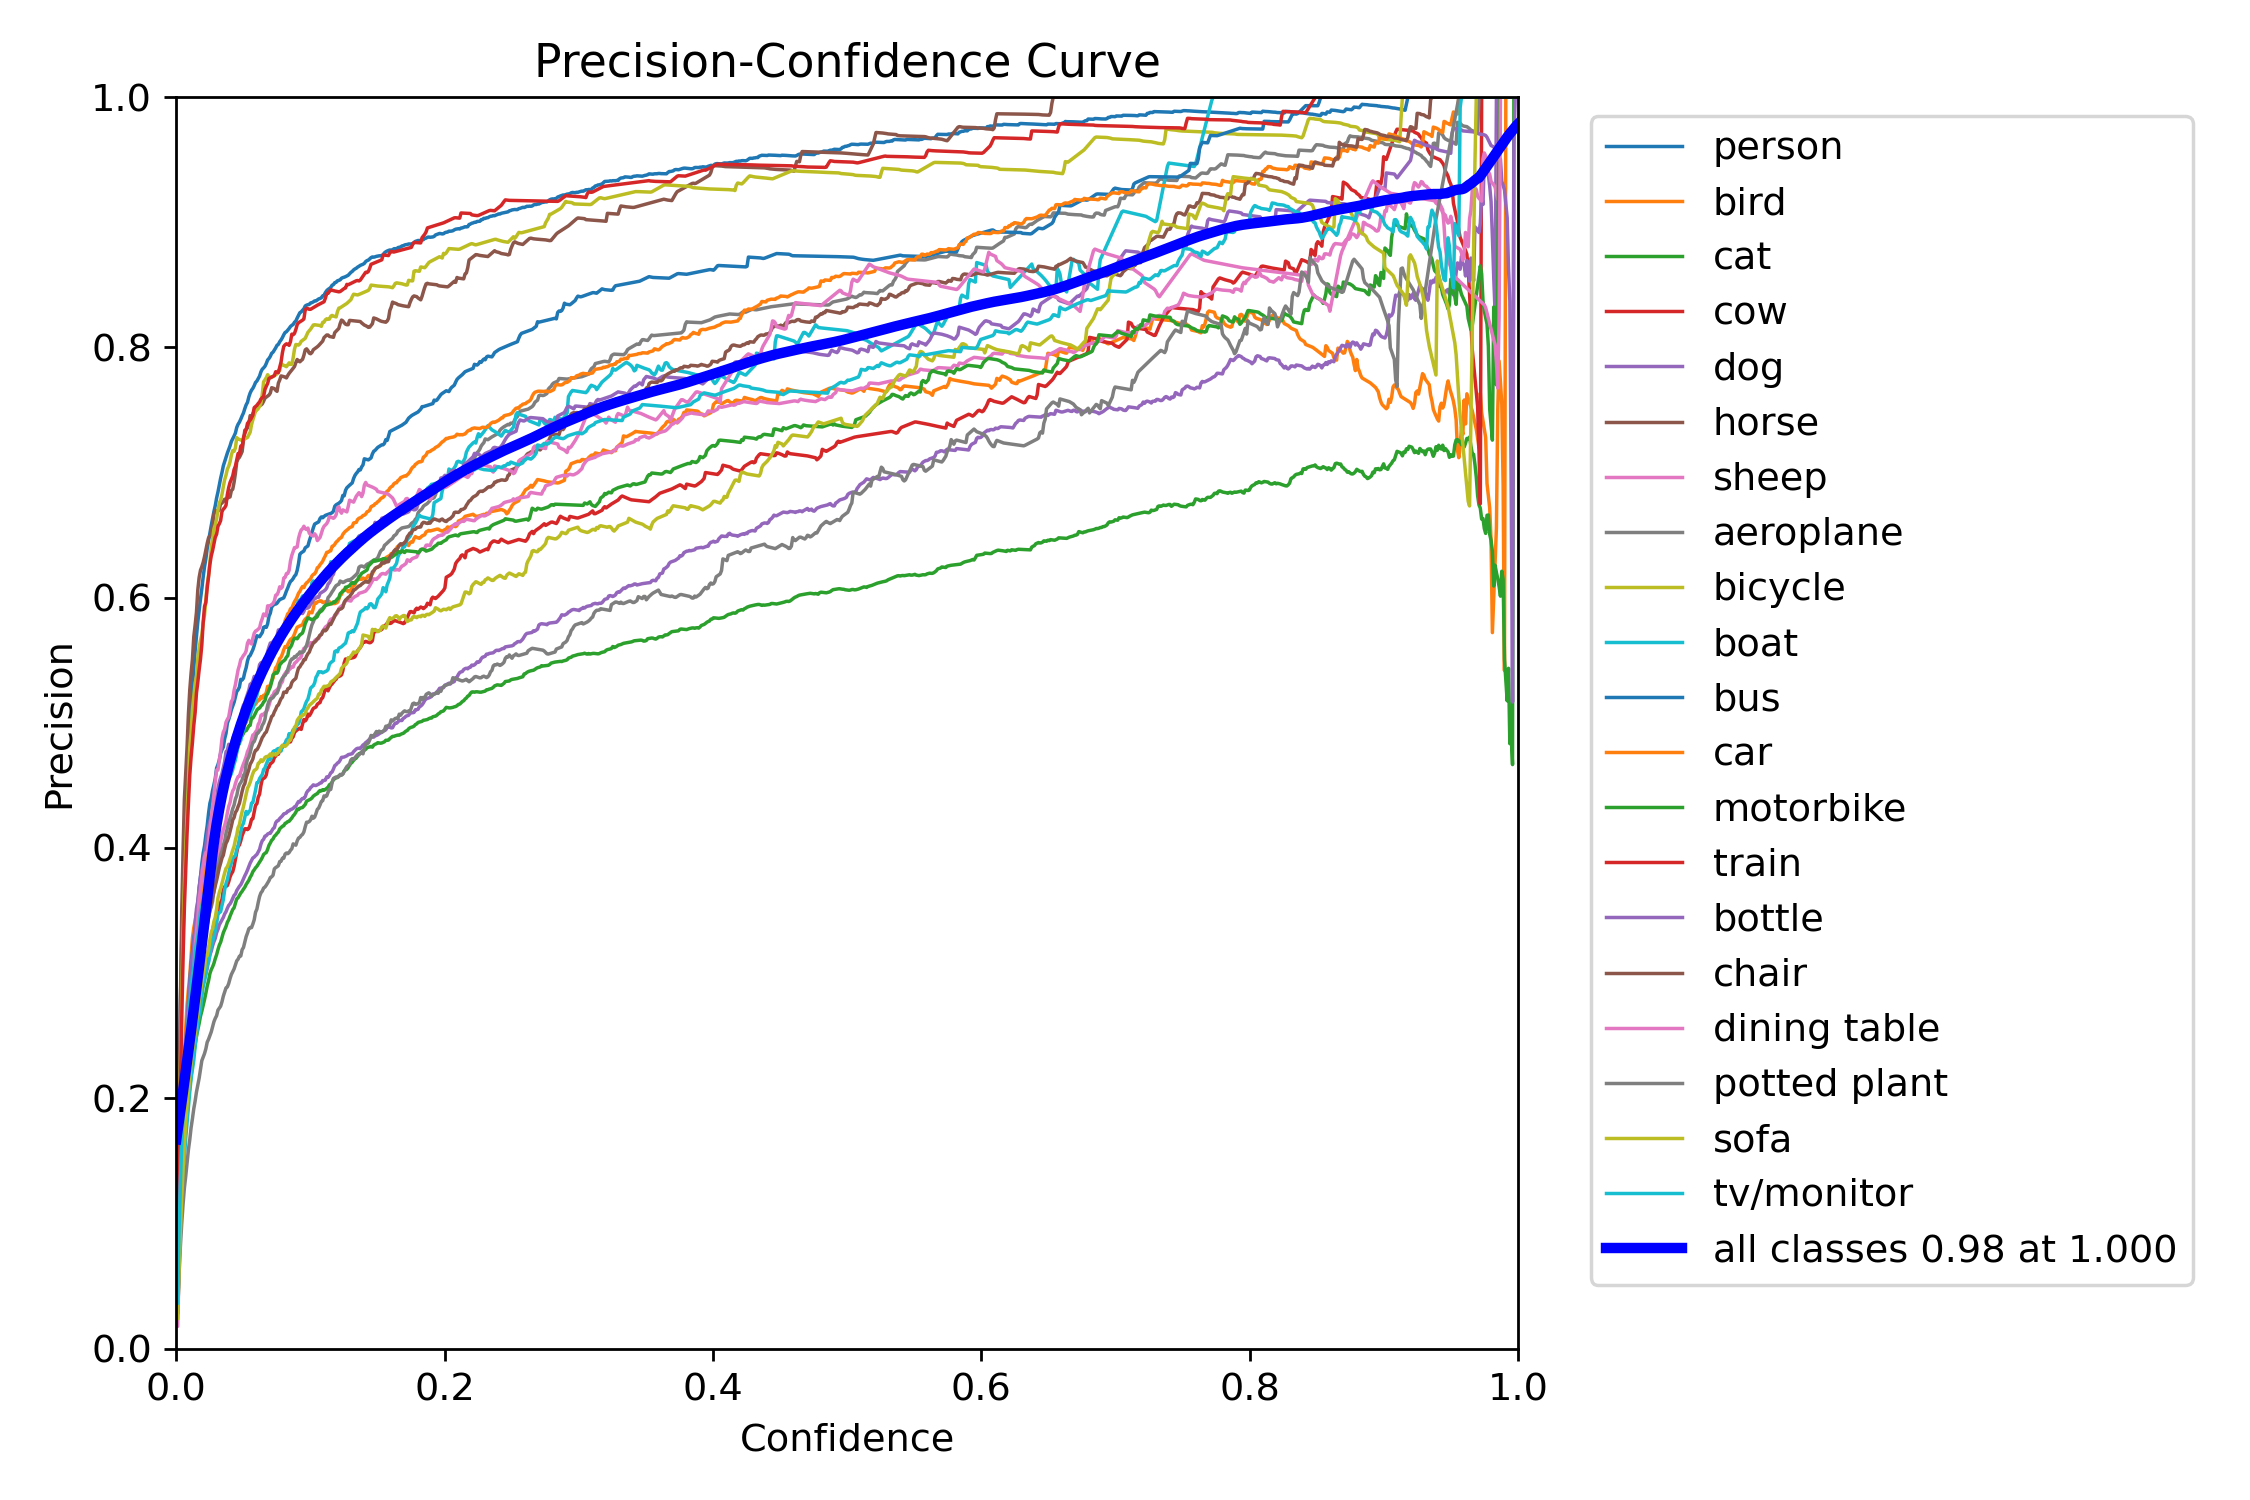 Precision-Confidence Curve
1.0
0.8
0.6
0.4
0.2
0.0
Precision
0.0 0.2 0.4 0.6 0.8 1.0
Confidence
person
bird
cat
cow
dog
horse
sheep
aeroplane
bicycle
boat
bus
car
motorbike
train
bottle
chair
dining table
potted plant
sofa
tv/monitor
all classes 0.98 at 1.000